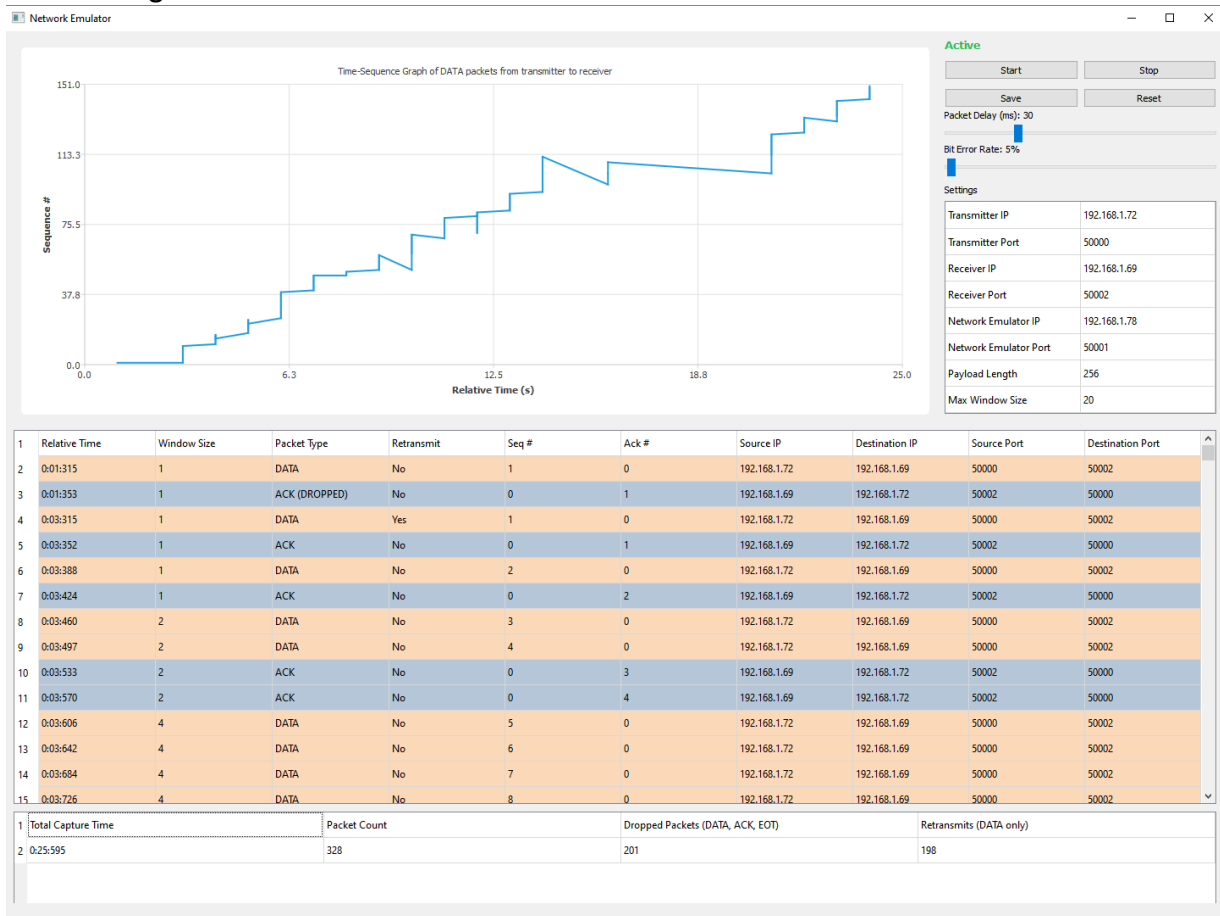 Network Emulator
Time-Sequence Graph of DATA packets from transmitter to receiver
151.0
113.3
75.5
37.8
0.0
Sequence #
0.0 6.3 12.5 18.8 25.0
Relative Time (s)
Active
Start Stop
Save Reset
Packet Delay (ms): 30
Bit Error Rate: 5%
Settings
Transmitter IP 192.168.1.72
Transmitter Port 50000
Receiver IP 192.168.1.69
Receiver Port 50002
Network Emulator IP 192.168.1.78
Network Emulator Port 50001
Payload Length 256
Max Window Size 20
1 Relative Time Window Size Packet Type Retransmit Seq # Ack # Source IP Destination IP Source Port Destination Port
2 0:01:315 1 DATA No 1 0 192.168.1.72 192.168.1.69 50000 50002
3 0:01:353 1 ACK (DROPPED) No 0 1 192.168.1.69 192.168.1.72 50002 50000
4 0:03:315 1 DATA Yes 1 0 192.168.1.72 192.168.1.69 50000 50002
5 0:03:352 1 ACK No 0 1 192.168.1.69 192.168.1.72 50002 50000
6 0:03:388 1 DATA No 2 0 192.168.1.72 192.168.1.69 50000 50002
7 0:03:424 1 ACK No 0 2 192.168.1.69 192.168.1.72 50002 50000
8 0:03:460 2 DATA No 3 0 192.168.1.72 192.168.1.69 50000 50002
9 0:03:497 2 DATA No 4 0 192.168.1.72 192.168.1.69 50000 50002
10 0:03:533 2 ACK No 0 3 192.168.1.69 192.168.1.72 50002 50000
11 0:03:570 2 ACK No 0 4 192.168.1.69 192.168.1.72 50002 50000
12 0:03:606 4 DATA No 5 0 192.168.1.72 192.168.1.69 50000 50002
13 0:03:642 4 DATA No 6 0 192.168.1.72 192.168.1.69 50000 50002
14 0:03:684 4 DATA No 7 0 192.168.1.72 192.168.1.69 50000 50002
15 0:03:726 4 DATA No 8 0 192.168.1.72 192.168.1.69 50000 50002
1 Total Capture Time Packet Count Dropped Packets (DATA, ACK, EOT) Retransmits (DATA only)
2 0:25:595 328 201 198